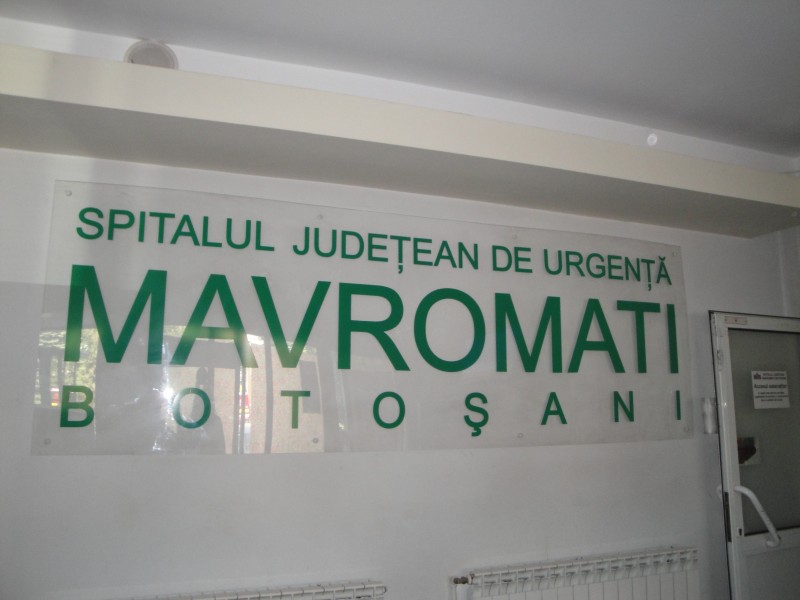 SPITALUL JUDEȚEAN DE URGENȚĂ
MAVROMATI
BOTOŞANI